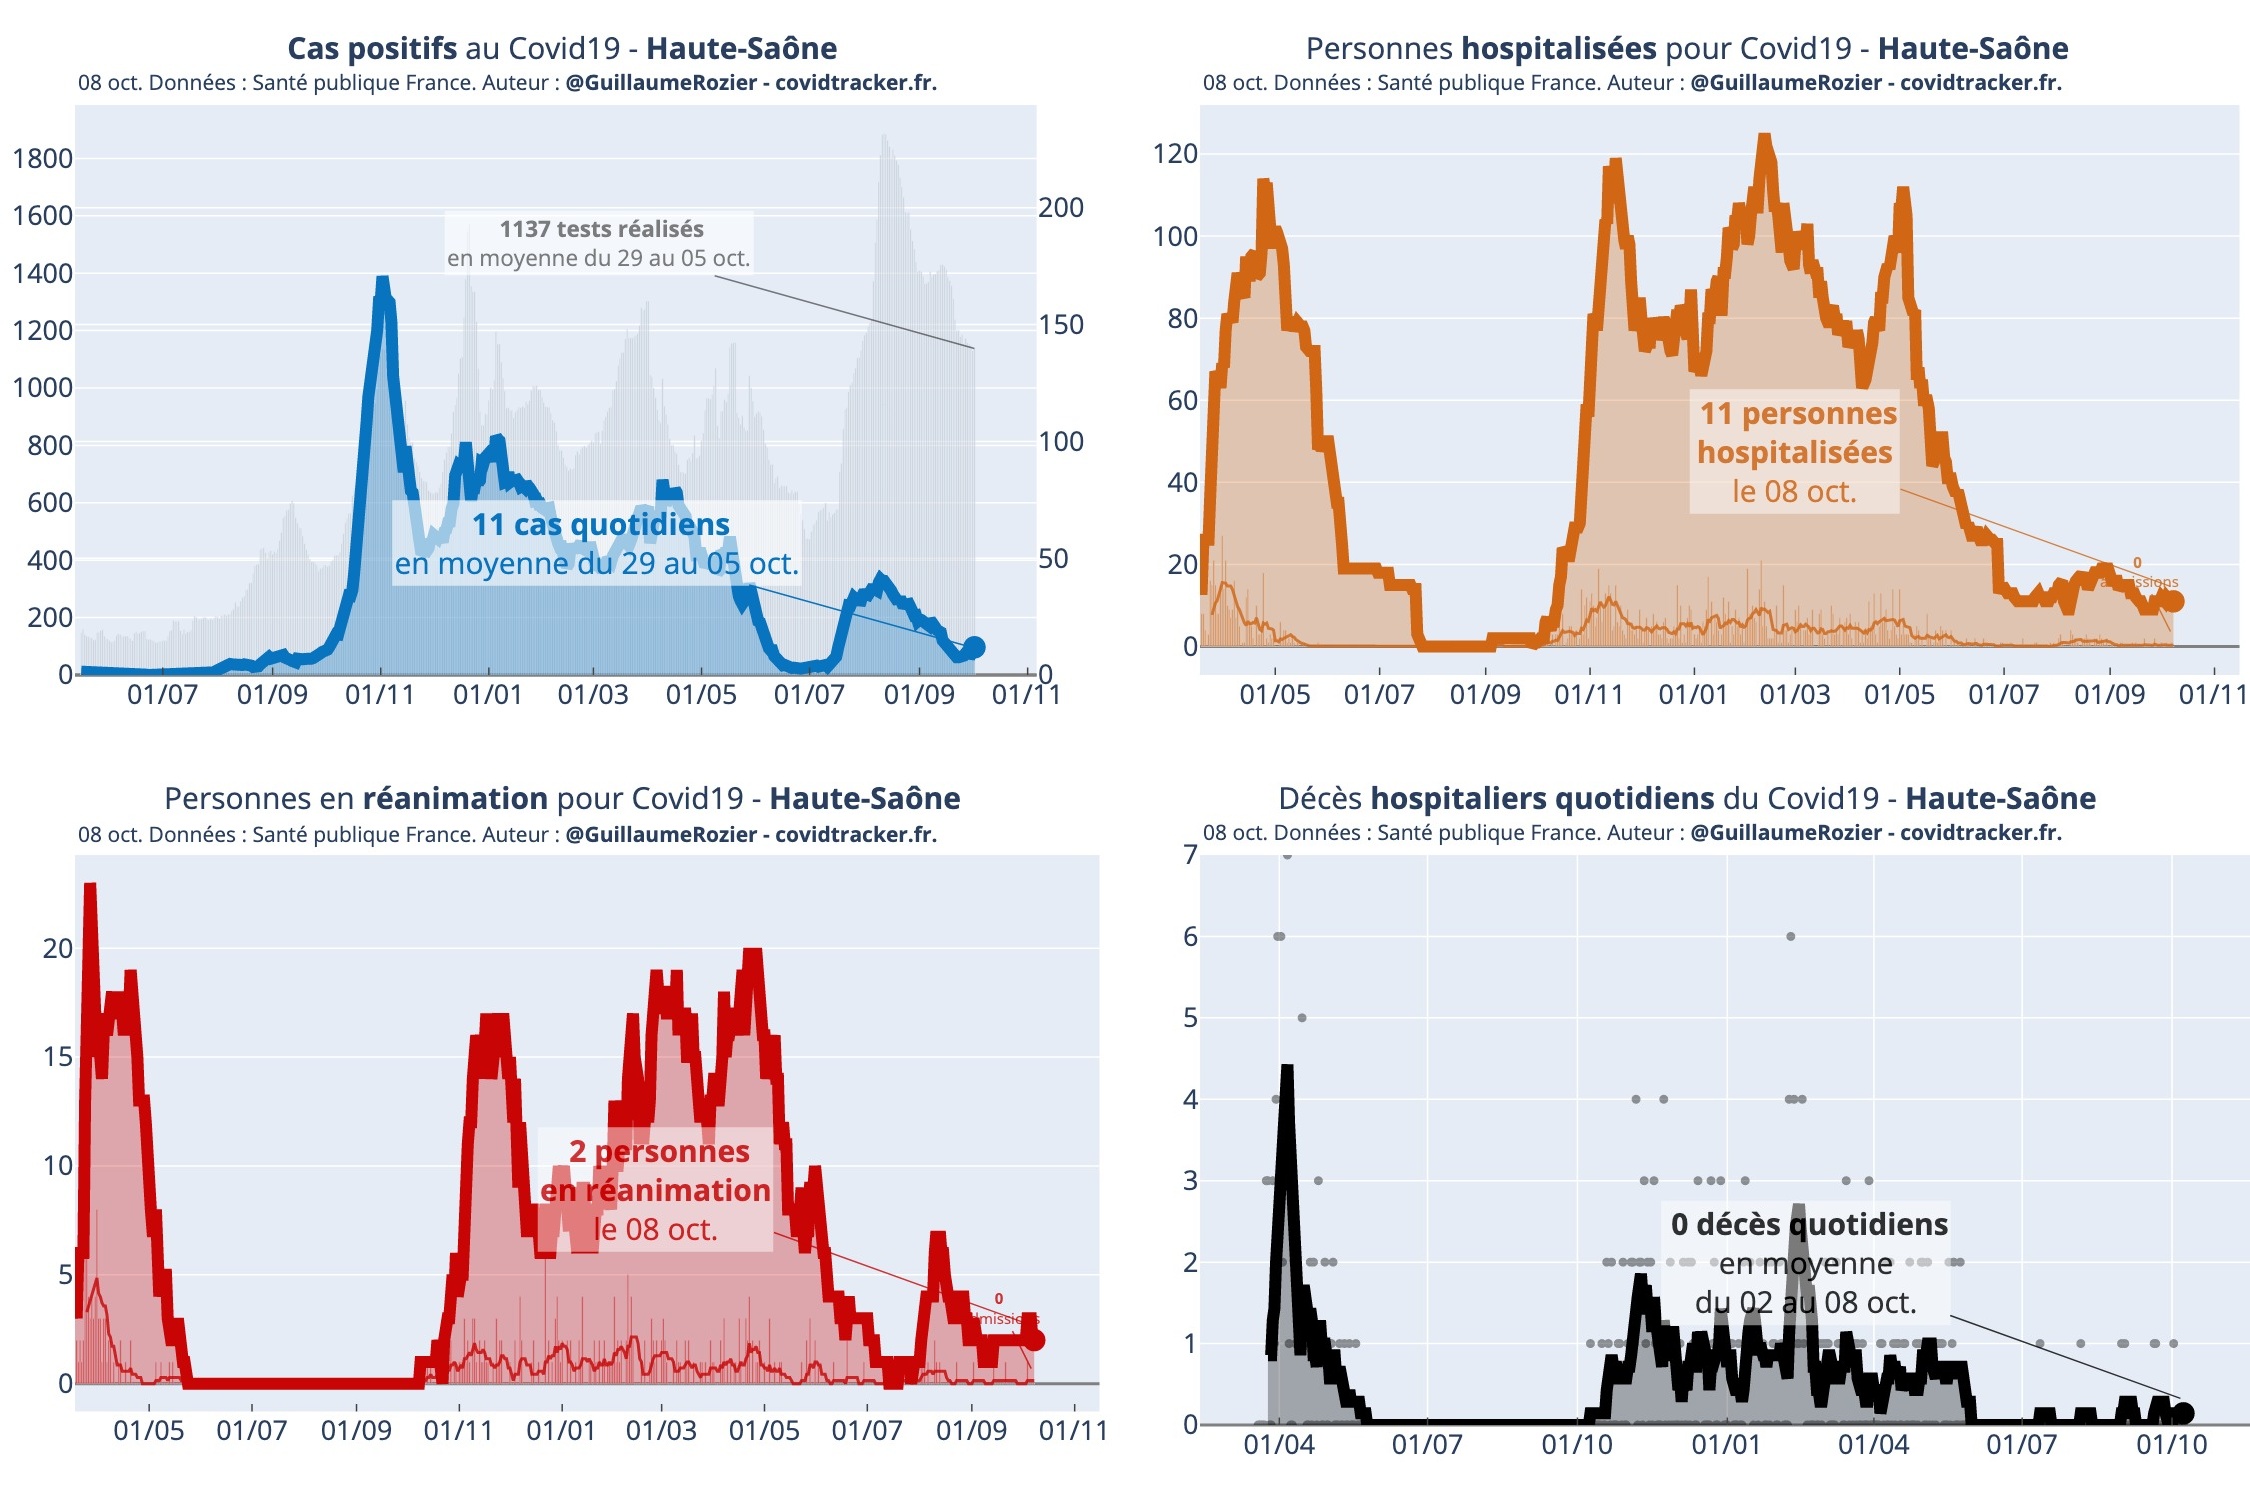 Cas positifs au Covid19 - Haute-Saône
08 oct. Données : Santé publique France. Auteur : @GuillaumeRozier - covidtracker.fr.
1800
1600
1400
1200
1000
800
600
400
200
0
200
150
100
50
0
1137 tests réalisés
en moyenne du 29 au 05 oct.
11 cas quotidiens
en moyenne du 29 au 05 oct.
01/07 01/09 01/11 01/01 01/03 01/05 01/07 01/09 01/11
Personnes hospitalisées pour Covid19 - Haute-Saône
08 oct. Données : Santé publique France. Auteur : @GuillaumeRozier - covidtracker.fr.
120
100
80
60
40
20
0
11 personnes
hospitalisées
le 08 oct.
0
admissions
01/05 01/07 01/09 01/11 01/01 01/03 01/05 01/07 01/09 01/11
Personnes en réanimation pour Covid19 - Haute-Saône
08 oct. Données : Santé publique France. Auteur : @GuillaumeRozier - covidtracker.fr.
20
15
10
5
0
2 personnes
en réanimation
le 08 oct.
0
admissions
01/05 01/07 01/09 01/11 01/01 01/03 01/05 01/07 01/09 01/11
Décès hospitaliers quotidiens du Covid19 - Haute-Saône
08 oct. Données : Santé publique France. Auteur : @GuillaumeRozier - covidtracker.fr.
7
6
5
4
3
2
1
0
0 décès quotidiens
en moyenne
du 02 au 08 oct.
01/04 01/07 01/10 01/01 01/04 01/07 01/10